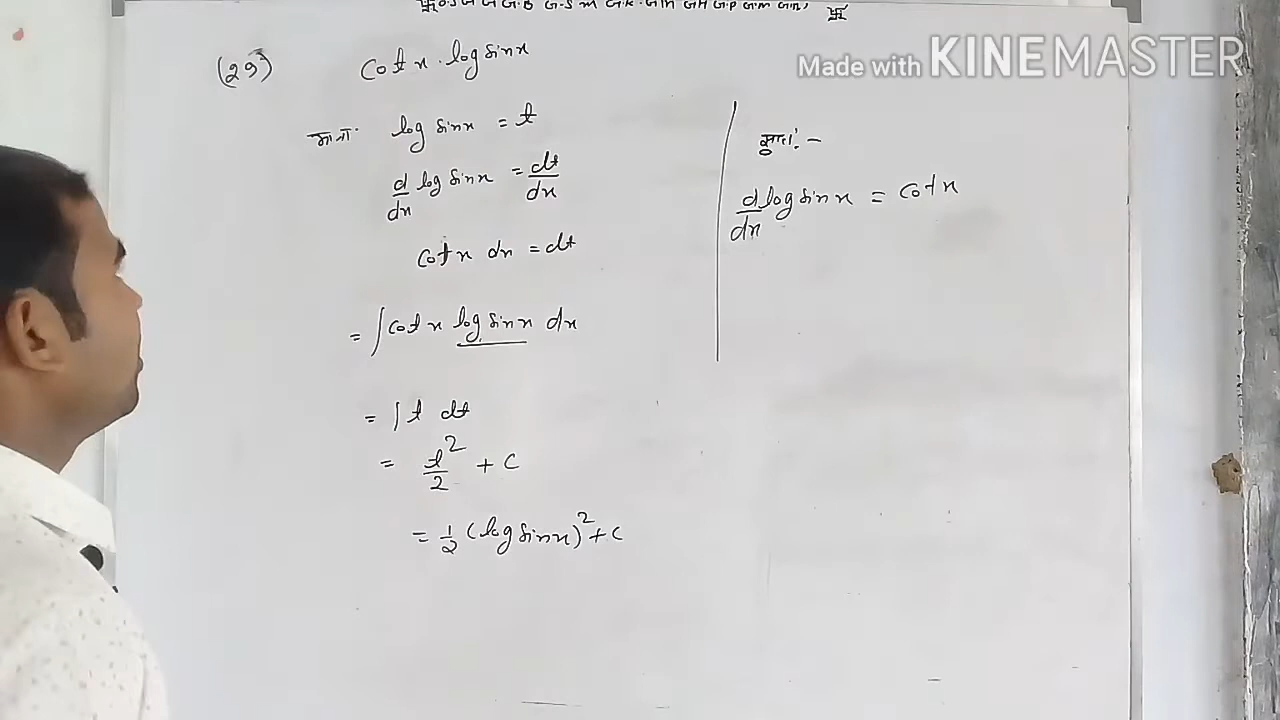 Made with KINEMASTER
(29) cot x . log sin x
माना log sin x = t
d/dx log sin x = dt/dx
cot x dx = dt
= ∫ cot x log sin x dx
= ∫ t dt
= t²/2 + c
= 1/2 (log sin x)² + c
सूत्र :-
d/dx log sin x = cot x